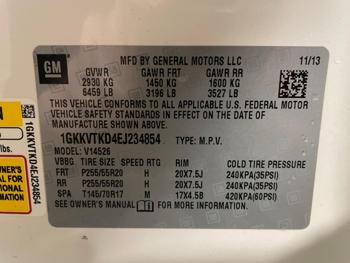 GM
MFD BY GENERAL MOTORS LLC 11/13
GVWR GAWR FRT GAWR RR
2930 KG 1450 KG 1600 KG
6459 LB 3196 LB 3527 LB
THIS VEHICLE CONFORMS TO ALL APPLICABLE U.S. FEDERAL MOTOR
VEHICLE SAFETY STANDARDS IN EFFECT ON THE DATE OF
MANUFACTURE SHOWN ABOVE.
1GKKVTKD4EJ234854 TYPE: M.P.V.
MODEL: V14526
VBBG TIRE SIZE SPEED RTG RIM COLD TIRE PRESSURE
FRT P255/55R20 H 20X7.5J 240KPA(35PSI)
RR P255/55R20 H 20X7.5J 240KPA(35PSI)
SPA T145/70R17 M 17X4.5B 420KPA(60PSI)
1GKKVTKD4EJ234854
lbs.
OWNER'S
FOR
ADDITIONAL
INFORMATION